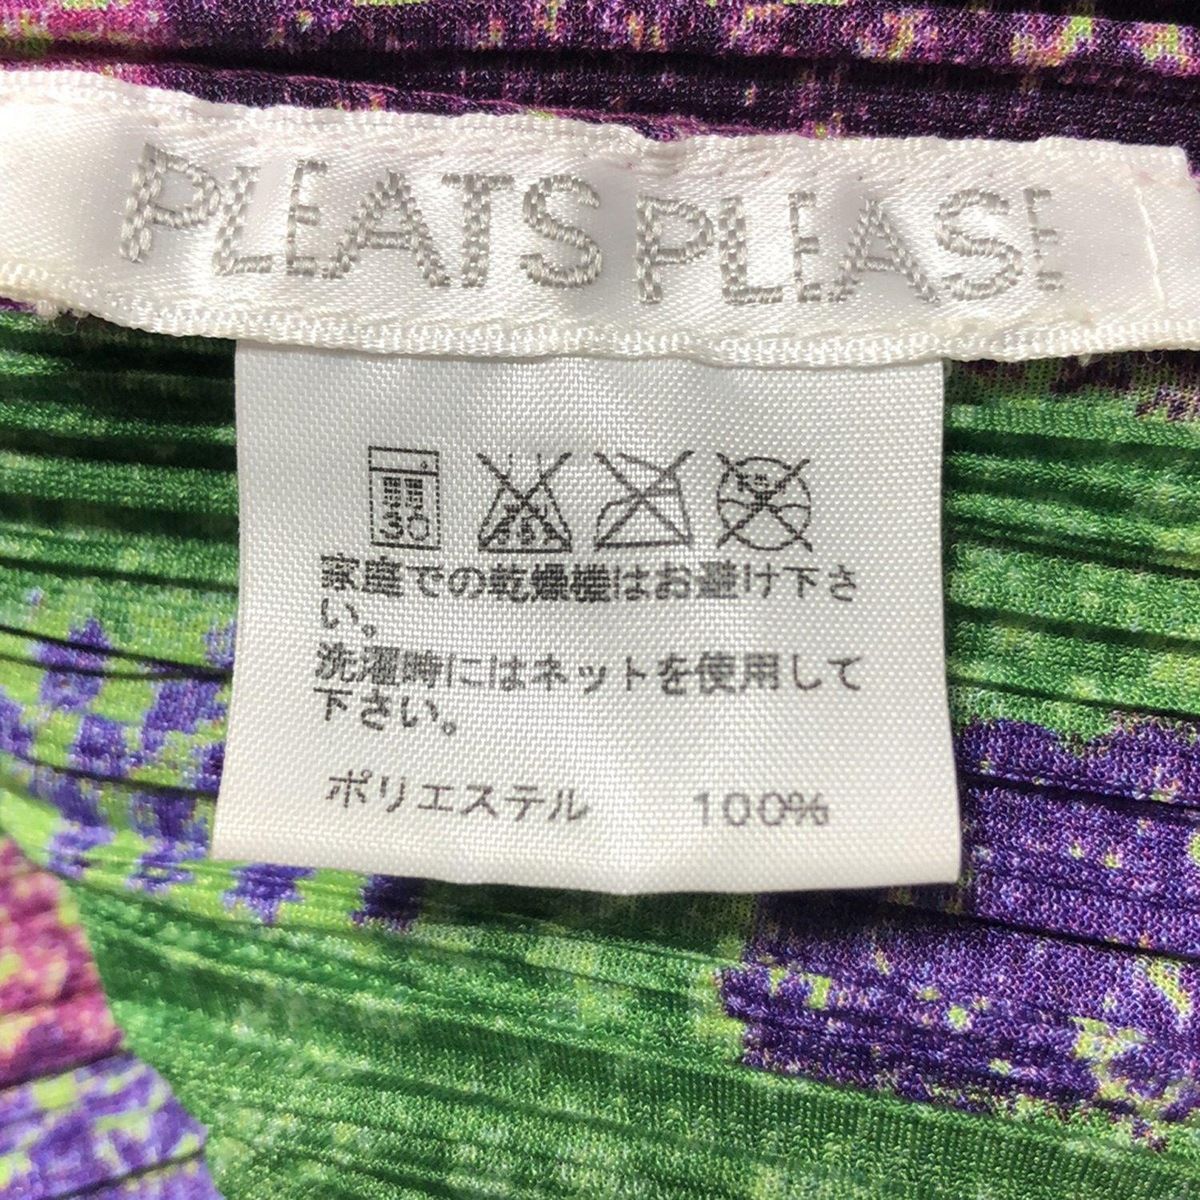 PLEATS PLEASE
30
家庭での乾燥機はお避け下さ
い。
洗濯時にはネットを使用して
下さい。
ポリエステル 100%